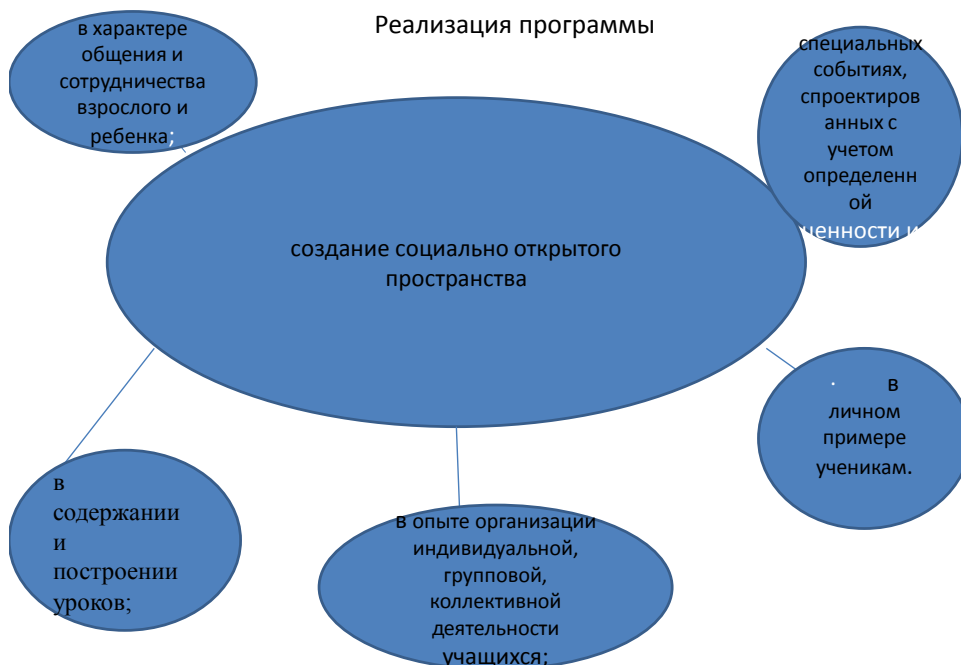 Реализация программы
в характере
общения и
сотрудничества
взрослого и
ребенка;
специальных
событиях,
спроектиров
анных с
учетом
определенн
ой
ценности и
создание социально открытого
пространства
· в
личном
примере
ученикам.
в
содержании
и
построении
уроков;
в опыте организации
индивидуальной,
групповой,
коллективной
деятельности
учащихся;